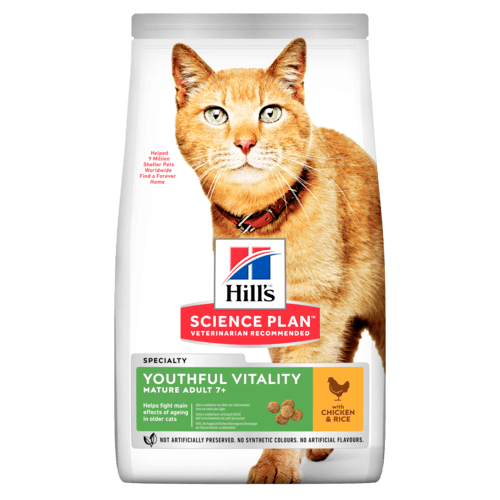 Helped
9 Million
Shelter Pets
Worldwide
Find a Forever
Home
Hill's
SCIENCE PLAN™
VETERINARIAN RECOMMENDED
SPECIALTY
YOUTHFUL VITALITY
MATURE ADULT 7+
Helps fight main
effects of ageing
in older cats
with
CHICKEN
& RICE
NOT ARTIFICIALLY PRESERVED. NO SYNTHETIC COLOURS. NO ARTIFICIAL FLAVOURS.